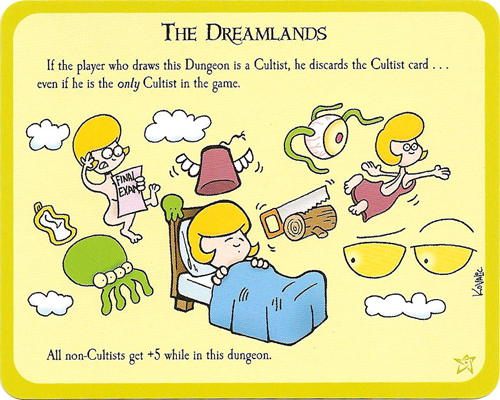 THE DREAMLANDS
If the player who draws this Dungeon is a Cultist, he discards the Cultist card . . .
even if he is the only Cultist in the game.
FINAL
EXAM
KOVALIC
All non-Cultists get +5 while in this dungeon.